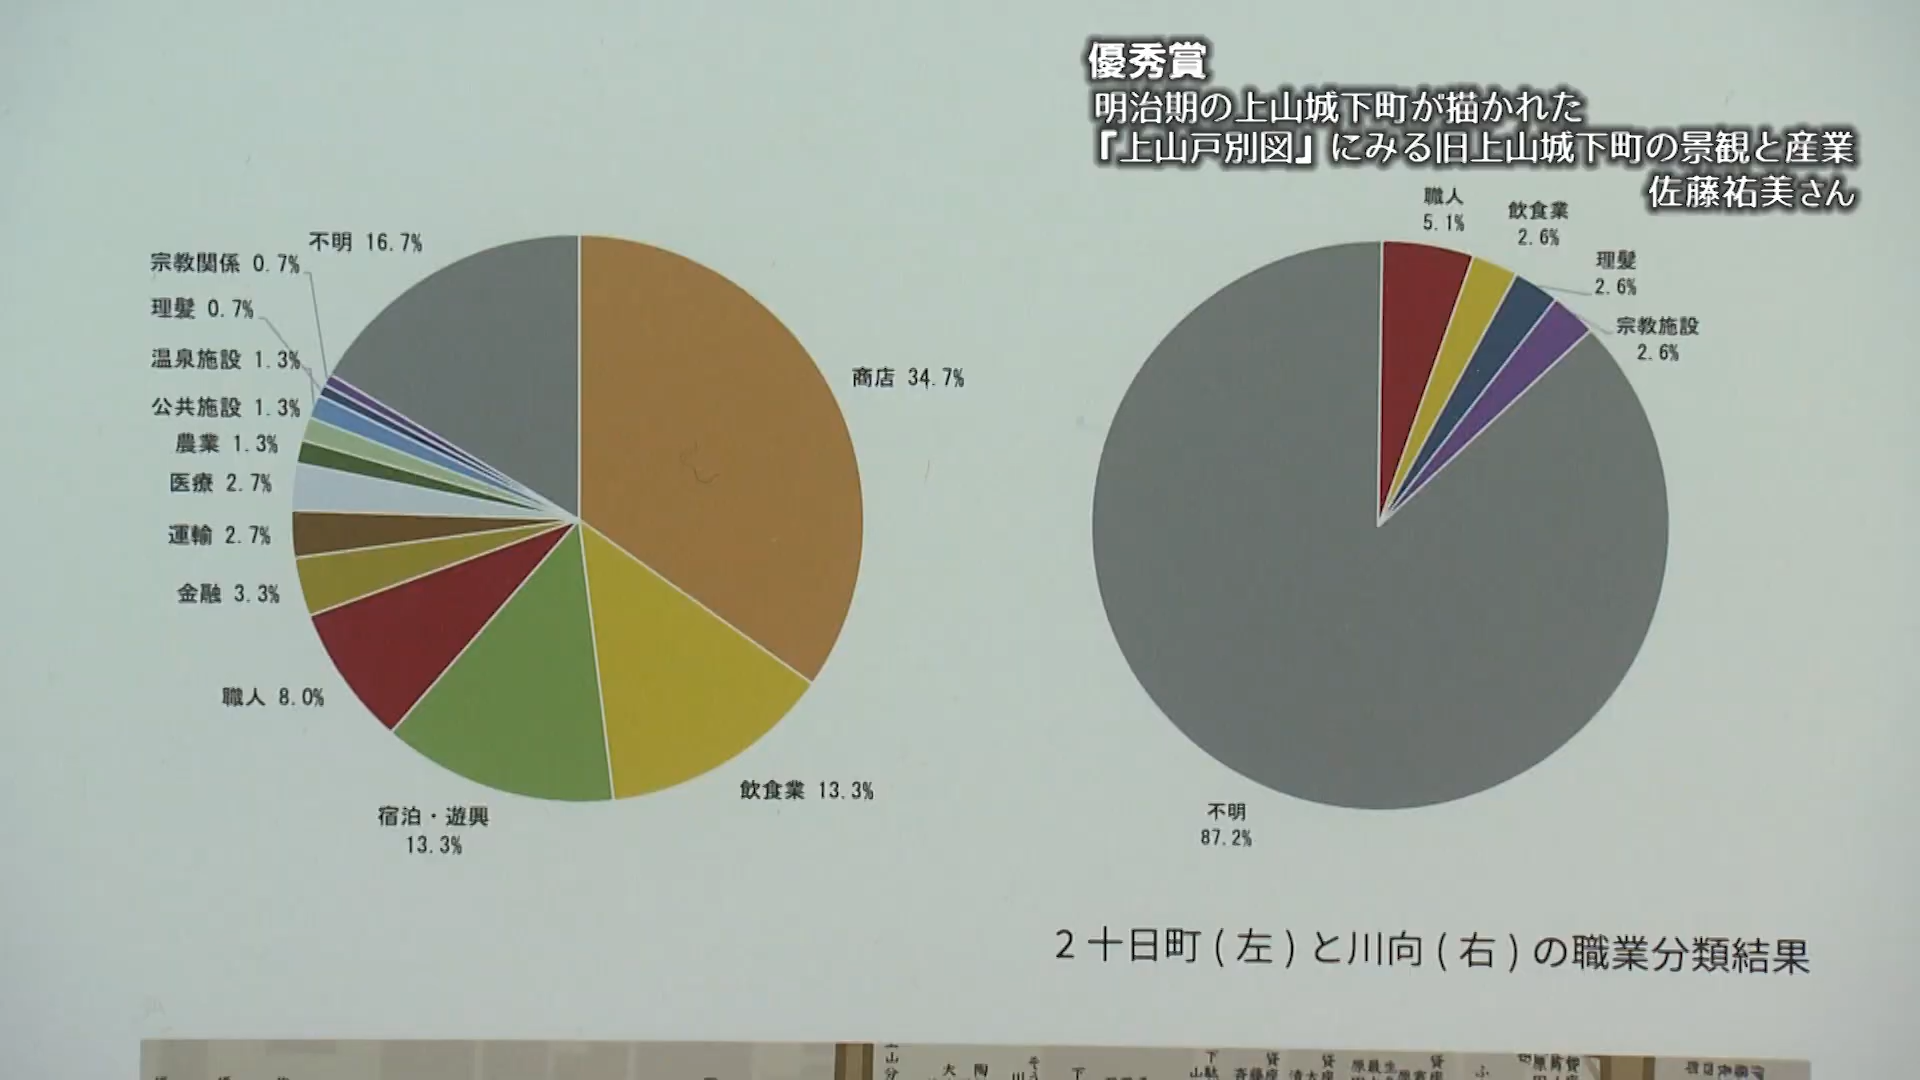 優秀賞
明治期の上山城下町が描かれた
『上山戸別図』にみる旧上山城下町の景観と産業
佐藤祐美さん
不明 16.7%
宗教関係 0.7%
理髪 0.7%
温泉施設 1.3%
公共施設 1.3%
農業 1.3%
医療 2.7%
運輸 2.7%
金融 3.3%
職人 8.0%
宿泊・遊興
13.3%
飲食業 13.3%
商店 34.7%
職人
5.1%
飲食業
2.6%
理髪
2.6%
宗教施設
2.6%
不明
87.2%
2 十日町(左)と川向(右)の職業分類結果